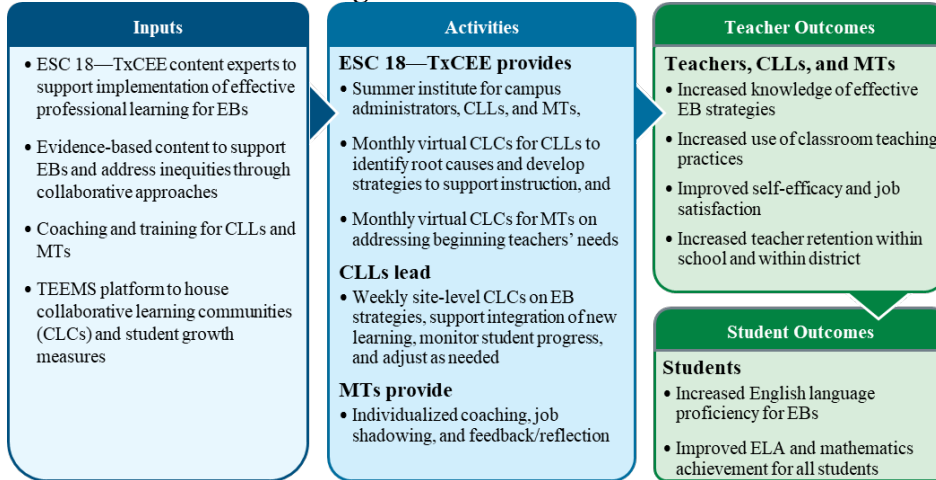 Inputs
• ESC 18—TxCEE content experts to
support implementation of effective
professional learning for EBs
• Evidence-based content to support
EBs and address inequities through
collaborative approaches
• Coaching and training for CLLs and
MTs
• TEEMS platform to house
collaborative learning communities
(CLCs) and student growth
measures
Activities
ESC 18—TxCEE provides
• Summer institute for campus
administrators, CLLs, and MTs,
• Monthly virtual CLCs for CLLs to
identify root causes and develop
strategies to support instruction, and
• Monthly virtual CLCs for MTs on
addressing beginning teachers' needs
CLLs lead
• Weekly site-level CLCs on EB
strategies, support integration of new
learning, monitor student progress,
and adjust as needed
MTs provide
• Individualized coaching, job
shadowing, and feedback/reflection
Teacher Outcomes
Teachers, CLLs, and MTs
• Increased knowledge of effective
EB strategies
• Increased use of classroom teaching
practices
• Improved self-efficacy and job
satisfaction
• Increased teacher retention within
school and within district
Student Outcomes
Students
• Increased English language
proficiency for EBs
• Improved ELA and mathematics
achievement for all students